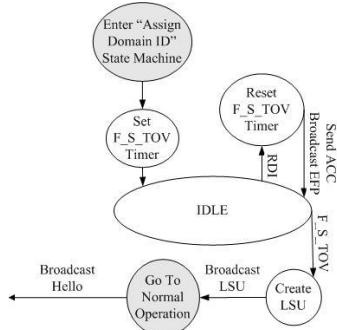 Enter “Assign
Domain ID”
State Machine
Set
F_S_TOV
Timer
Reset
F_S_TOV
Timer
RDI
Send ACC
Broadcast EFP
IDLE
F_S_TOV
Create
LSU
Broadcast
LSU
Go To
Normal
Operation
Broadcast
Hello